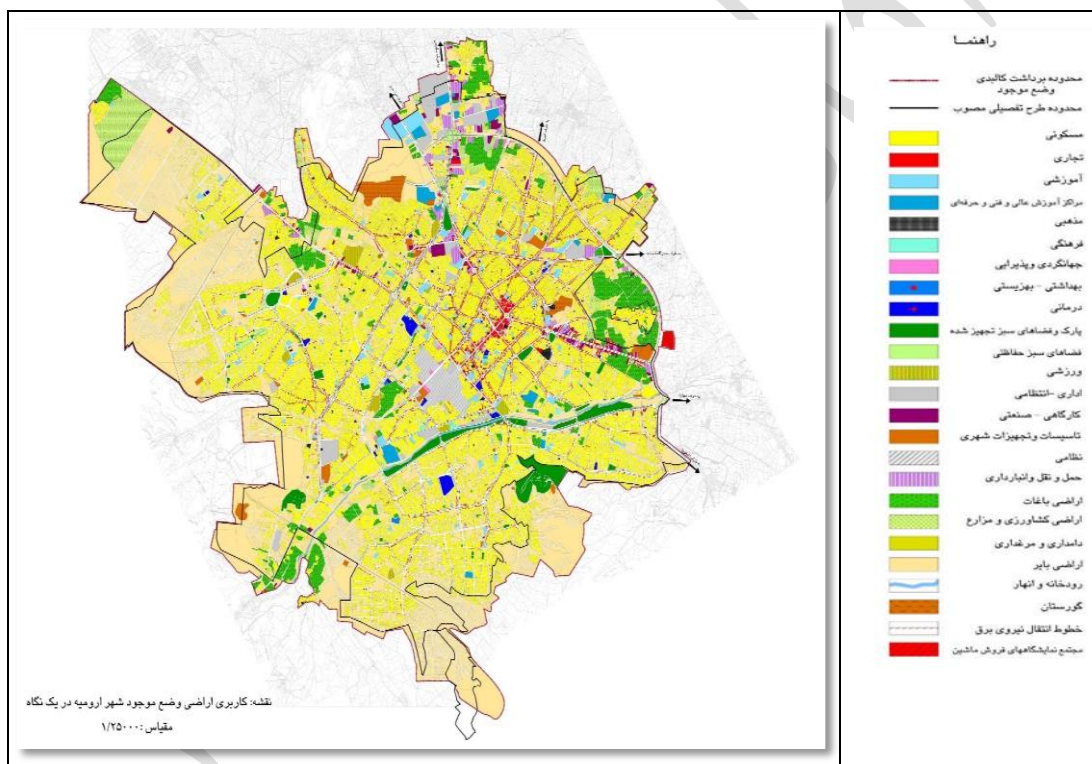 راهنمـا
محدوده برداشت کالبدی
وضع موجود
محدوده طرح تفصیلی مصوب
مسکونی
تجاری
آموزشی
مراکز آموزش عالی و فنی و حرفه‌ای
مذهبی
فرهنگی
جهانگردی وپذیرایی
بهداشتی - بهزیستی
درمانی
پارک وفضاهای سبز تجهیز شده
فضاهای سبز حفاظتی
ورزشی
اداری -انتظامی
کارگاهی - صنعتی
تاسیسات وتجهیزات شهری
نظامی
حمل و نقل وانبارداری
اراضی باغات
اراضی کشاورزی و مزارع
دامداری و مرغداری
اراضی بایر
رودخانه و انهار
گورستان
خطوط انتقال نیروی برق
مجتمع نمایشگاههای فروش ماشین
نقشه: کاربری اراضی وضع موجود شهر ارومیه در یک نگاه
مقیاس :۱/۲۵۰۰۰